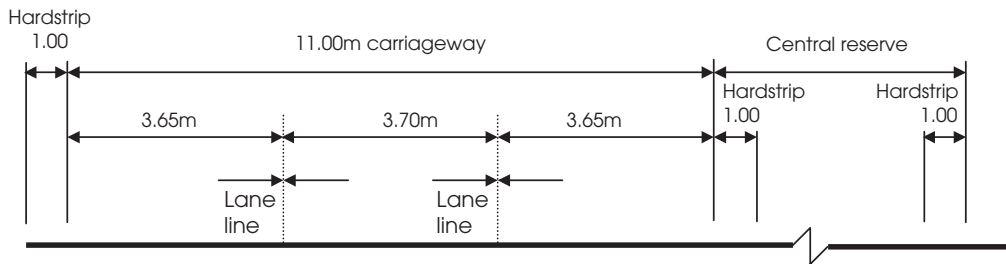 Hardstrip
1.00
11.00m carriageway
Central reserve
Hardstrip
1.00
Hardstrip
1.00
3.65m
3.70m
3.65m
Lane
line
Lane
line